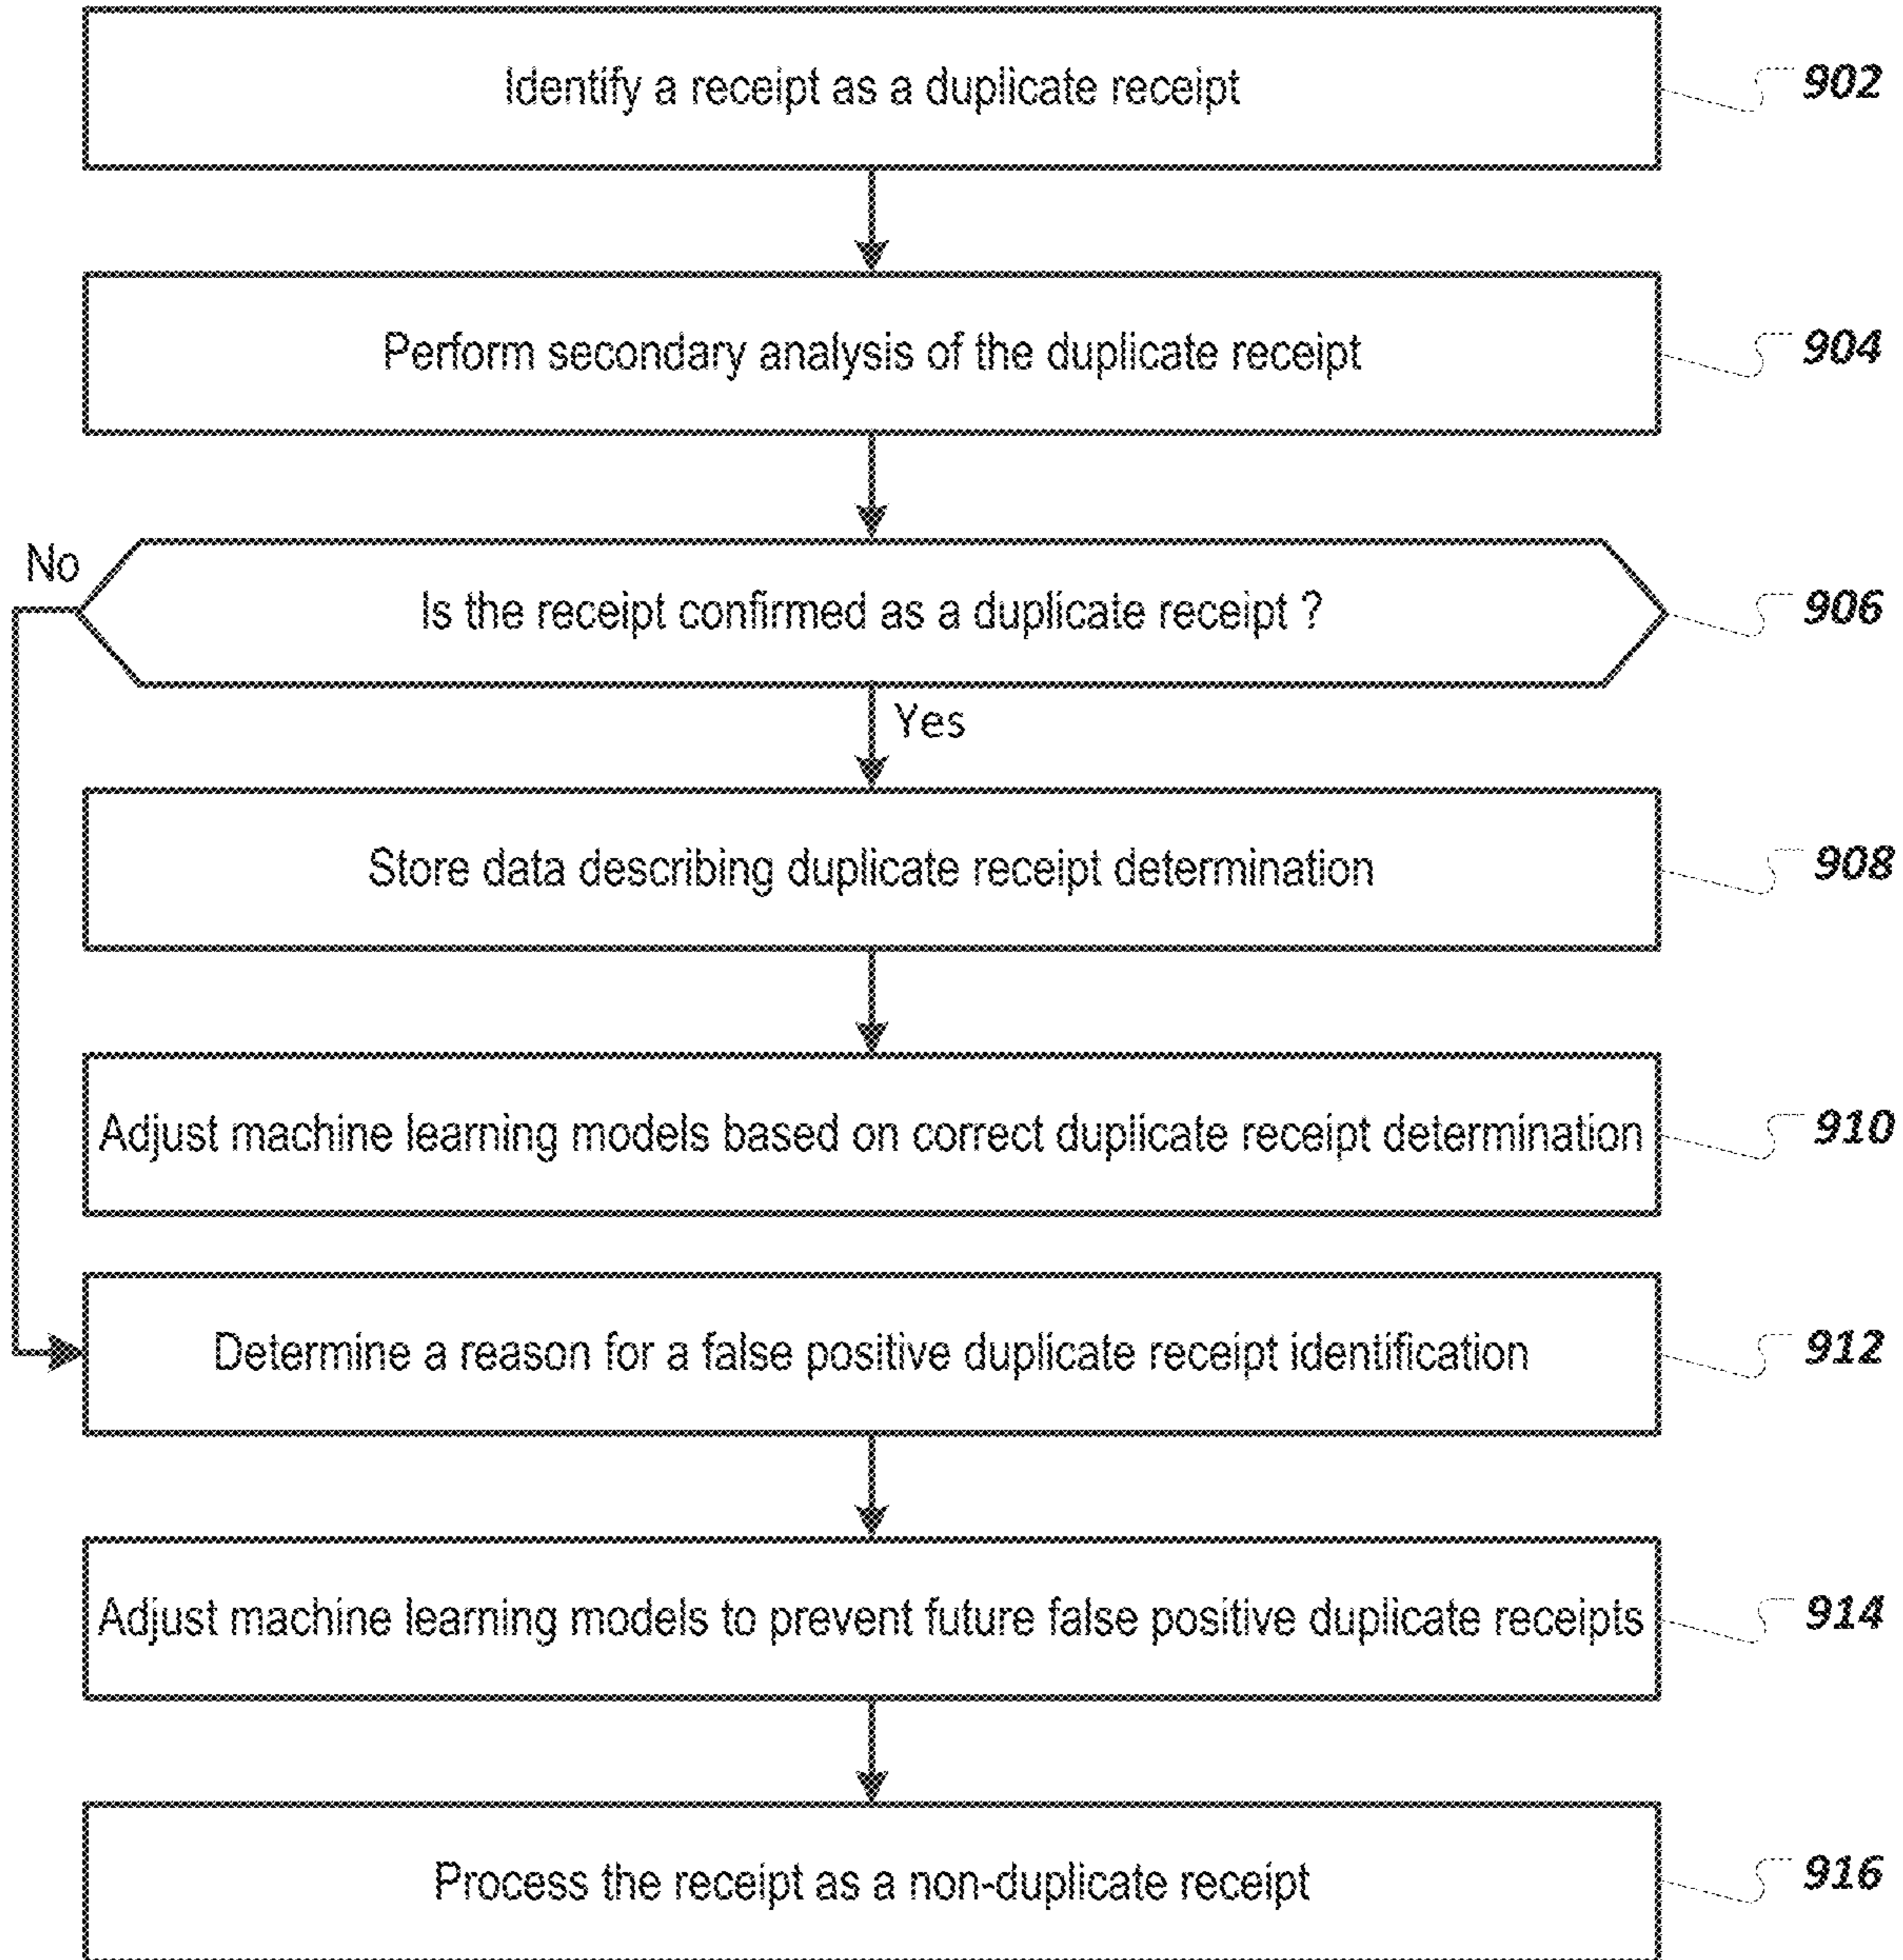 Identify a receipt as a duplicate receipt
902
Perform secondary analysis of the duplicate receipt
904
No
Is the receipt confirmed as a duplicate receipt ?
906
Yes
Store data describing duplicate receipt determination
908
Adjust machine learning models based on correct duplicate receipt determination
910
Determine a reason for a false positive duplicate receipt identification
912
Adjust machine learning models to prevent future false positive duplicate receipts
914
Process the receipt as a non-duplicate receipt
916